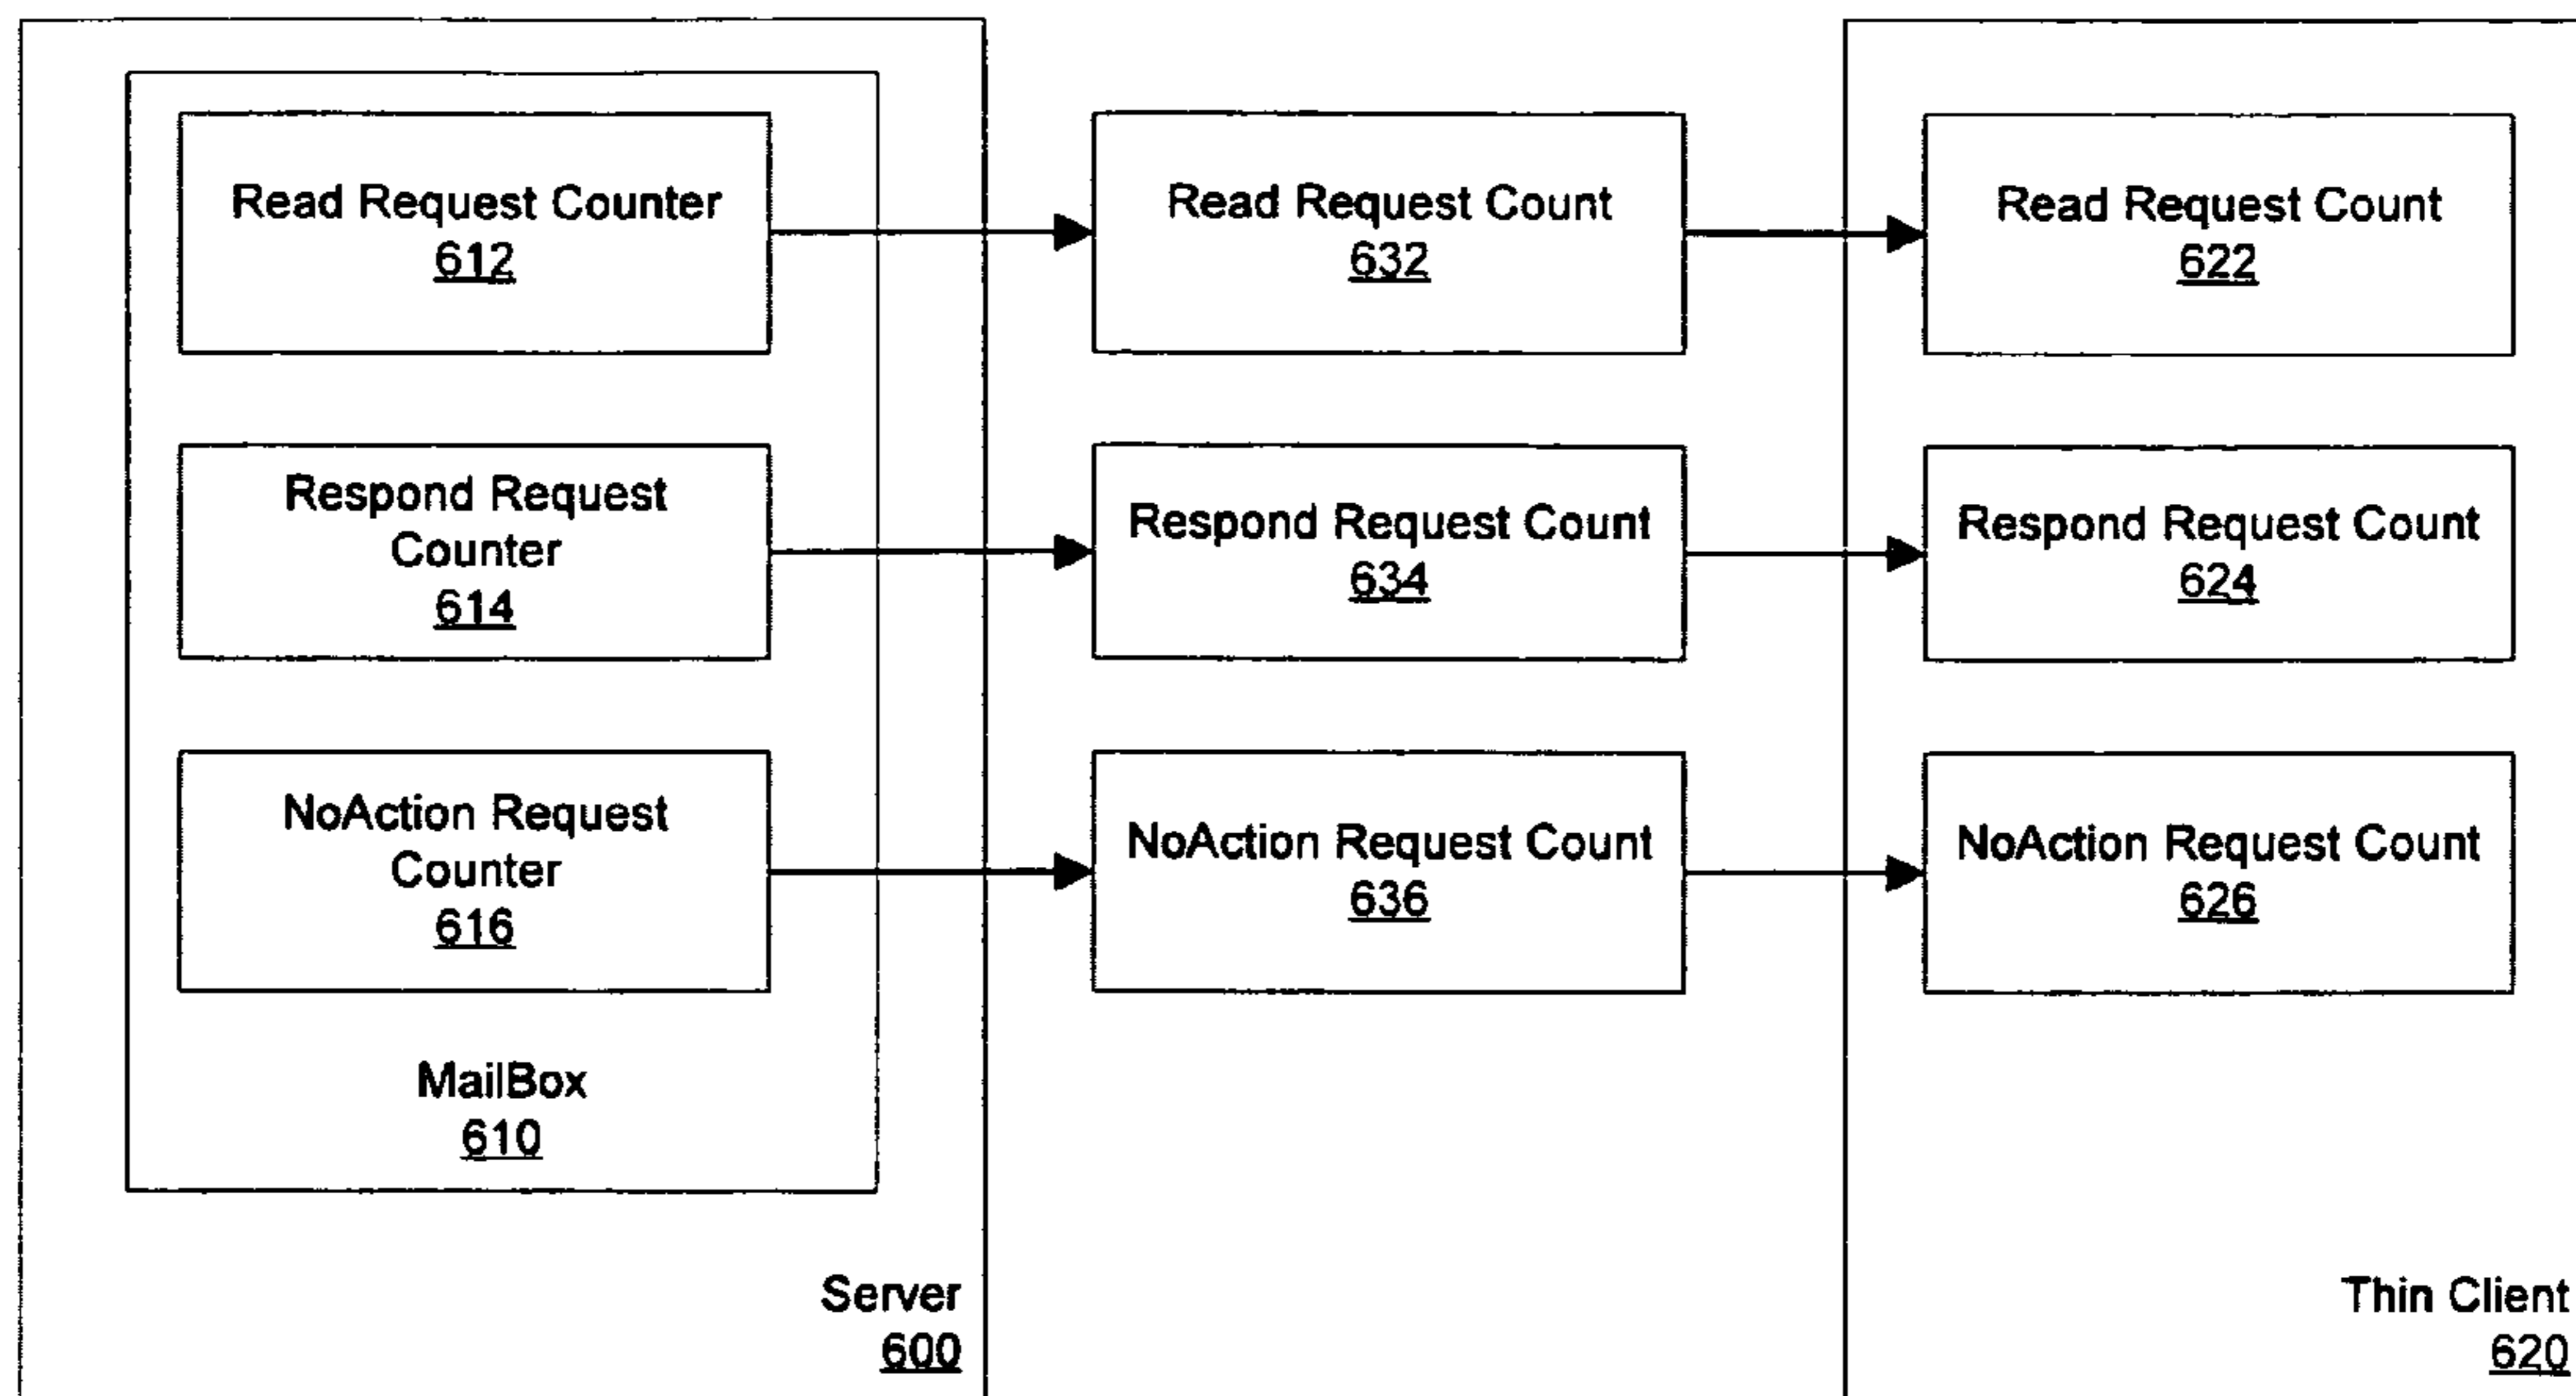 Read Request Counter
612
Read Request Count
632
Read Request Count
622
Respond Request
Counter
614
Respond Request Count
634
Respond Request Count
624
NoAction Request
Counter
616
NoAction Request Count
636
NoAction Request Count
626
MailBox
610
Server
600
Thin Client
620